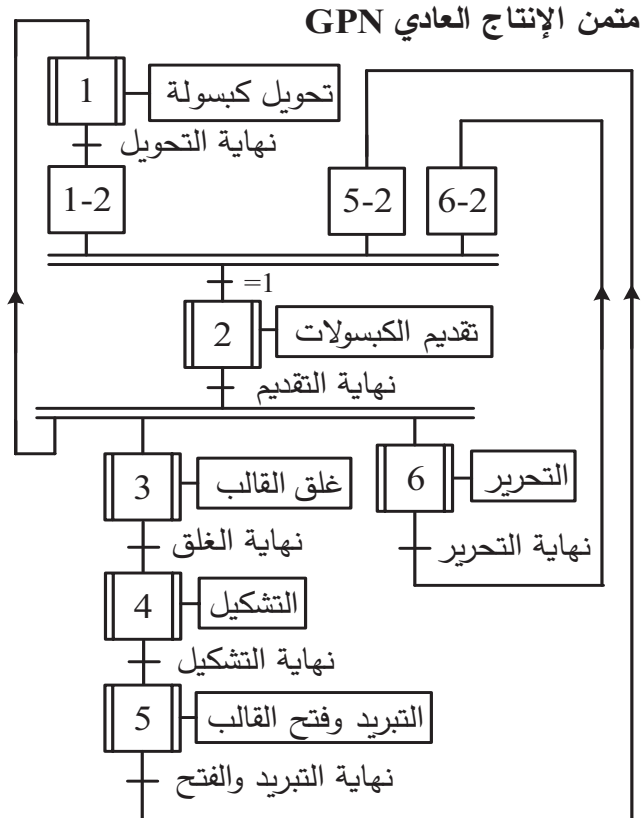 متمن الإنتاج العادي GPN
1 تحويل كبسولة
نهاية التحويل
1-2 5-2 6-2
=1
2 تقديم الكبسولات
نهاية التقديم
3 غلق القالب 6 التحرير
نهاية الغلق نهاية التحرير
4 التشكيل
نهاية التشكيل
5 التبريد وفتح القالب
نهاية التبريد والفتح